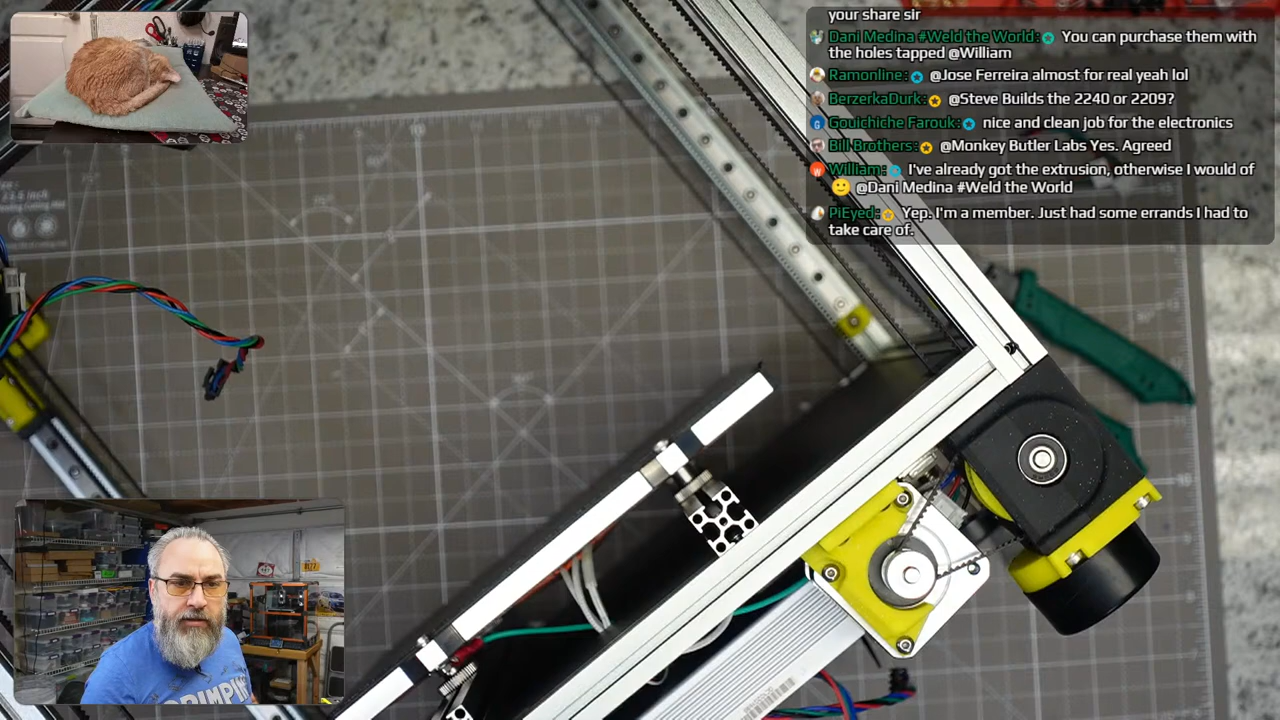 your share sir
Dani Medina #Weld the World: You can purchase them with
the holes tapped @William
Ramonline: @Jose Ferreira almost for real yeah lol
BerzerkaDurk: @Steve Builds the 2240 or 2209?
Gouichiche Farouk: nice and clean job for the electronics
Bill Brothers: @Monkey Butler Labs Yes. Agreed
William: I've already got the extrusion, otherwise I would of
🙂 @Dani Medina #Weld the World
PiEyed: Yep. I'm a member. Just had some errands I had to
take care of.